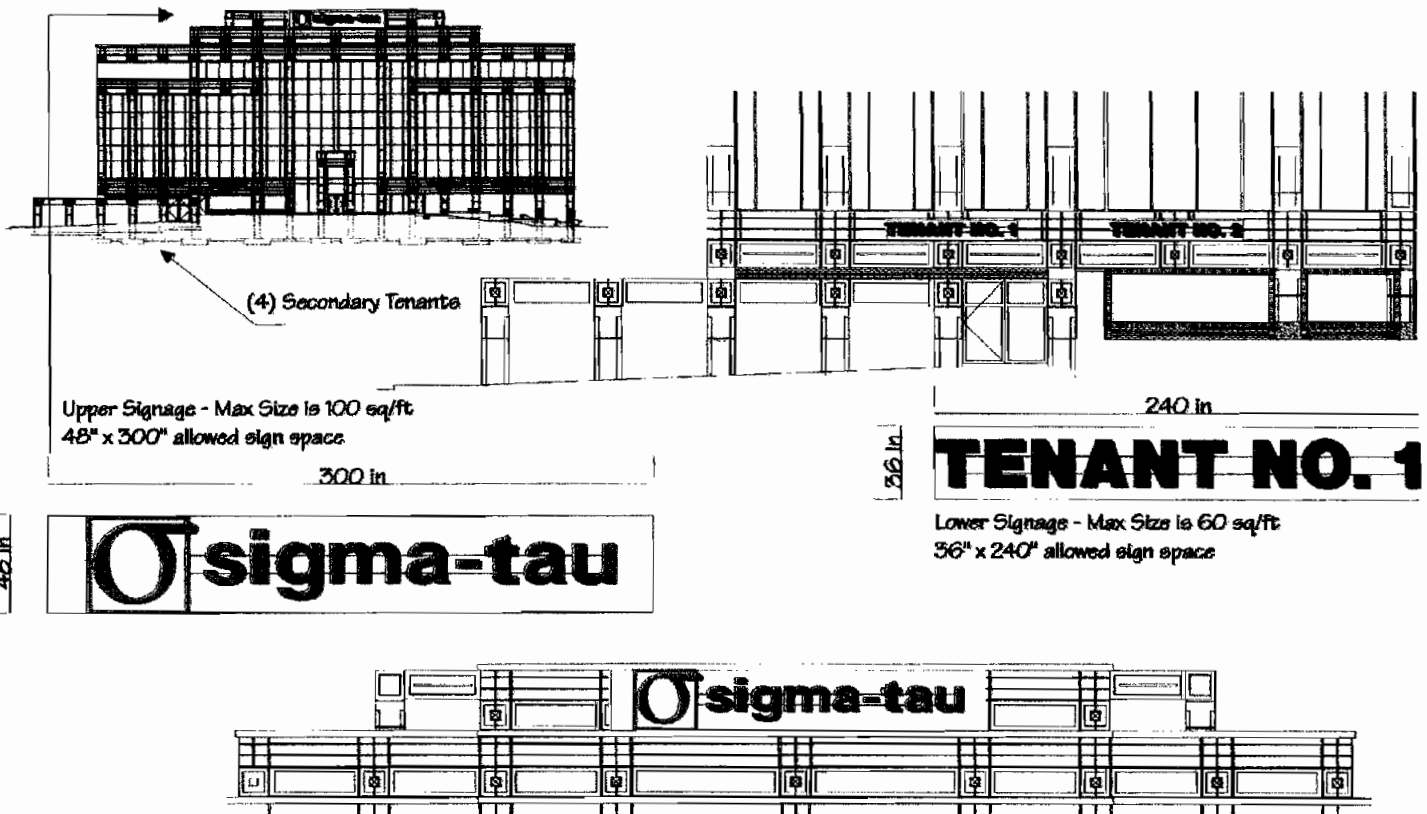 sigma-tau
TENANT NO. 1
TENANT NO. 2
(4) Secondary Tenants
Upper Signage - Max Size is 100 sq/ft
48" x 300" allowed sign space
300 in
240 in
36 in
TENANT NO. 1
Lower Signage - Max Size is 60 sq/ft
36" x 240" allowed sign space
σ sigma-tau
σ sigma-tau